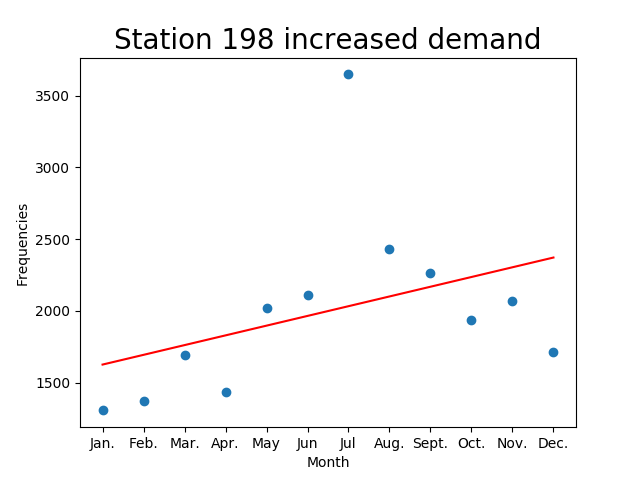 Station 198 increased demand
Frequencies
3500
3000
2500
2000
1500
Jan. Feb. Mar. Apr. May Jun Jul Aug. Sept. Oct. Nov. Dec.
Month